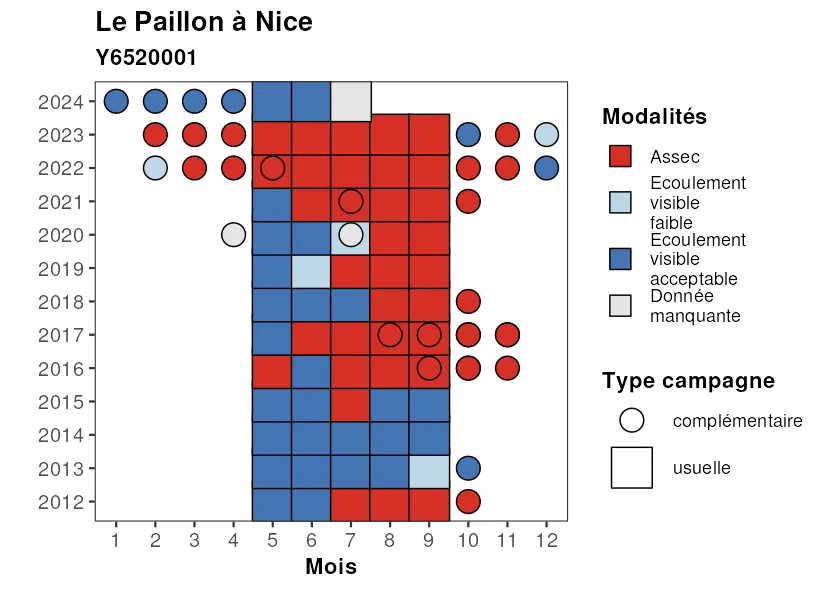 Le Paillon à Nice
Y6520001
2024
2023
2022
2021
2020
2019
2018
2017
2016
2015
2014
2013
2012
1 2 3 4 5 6 7 8 9 10 11 12
Mois
Modalités
Assec
Ecoulement
visible
faible
Ecoulement
visible
acceptable
Donnée
manquante
Type campagne
complémentaire
usuelle